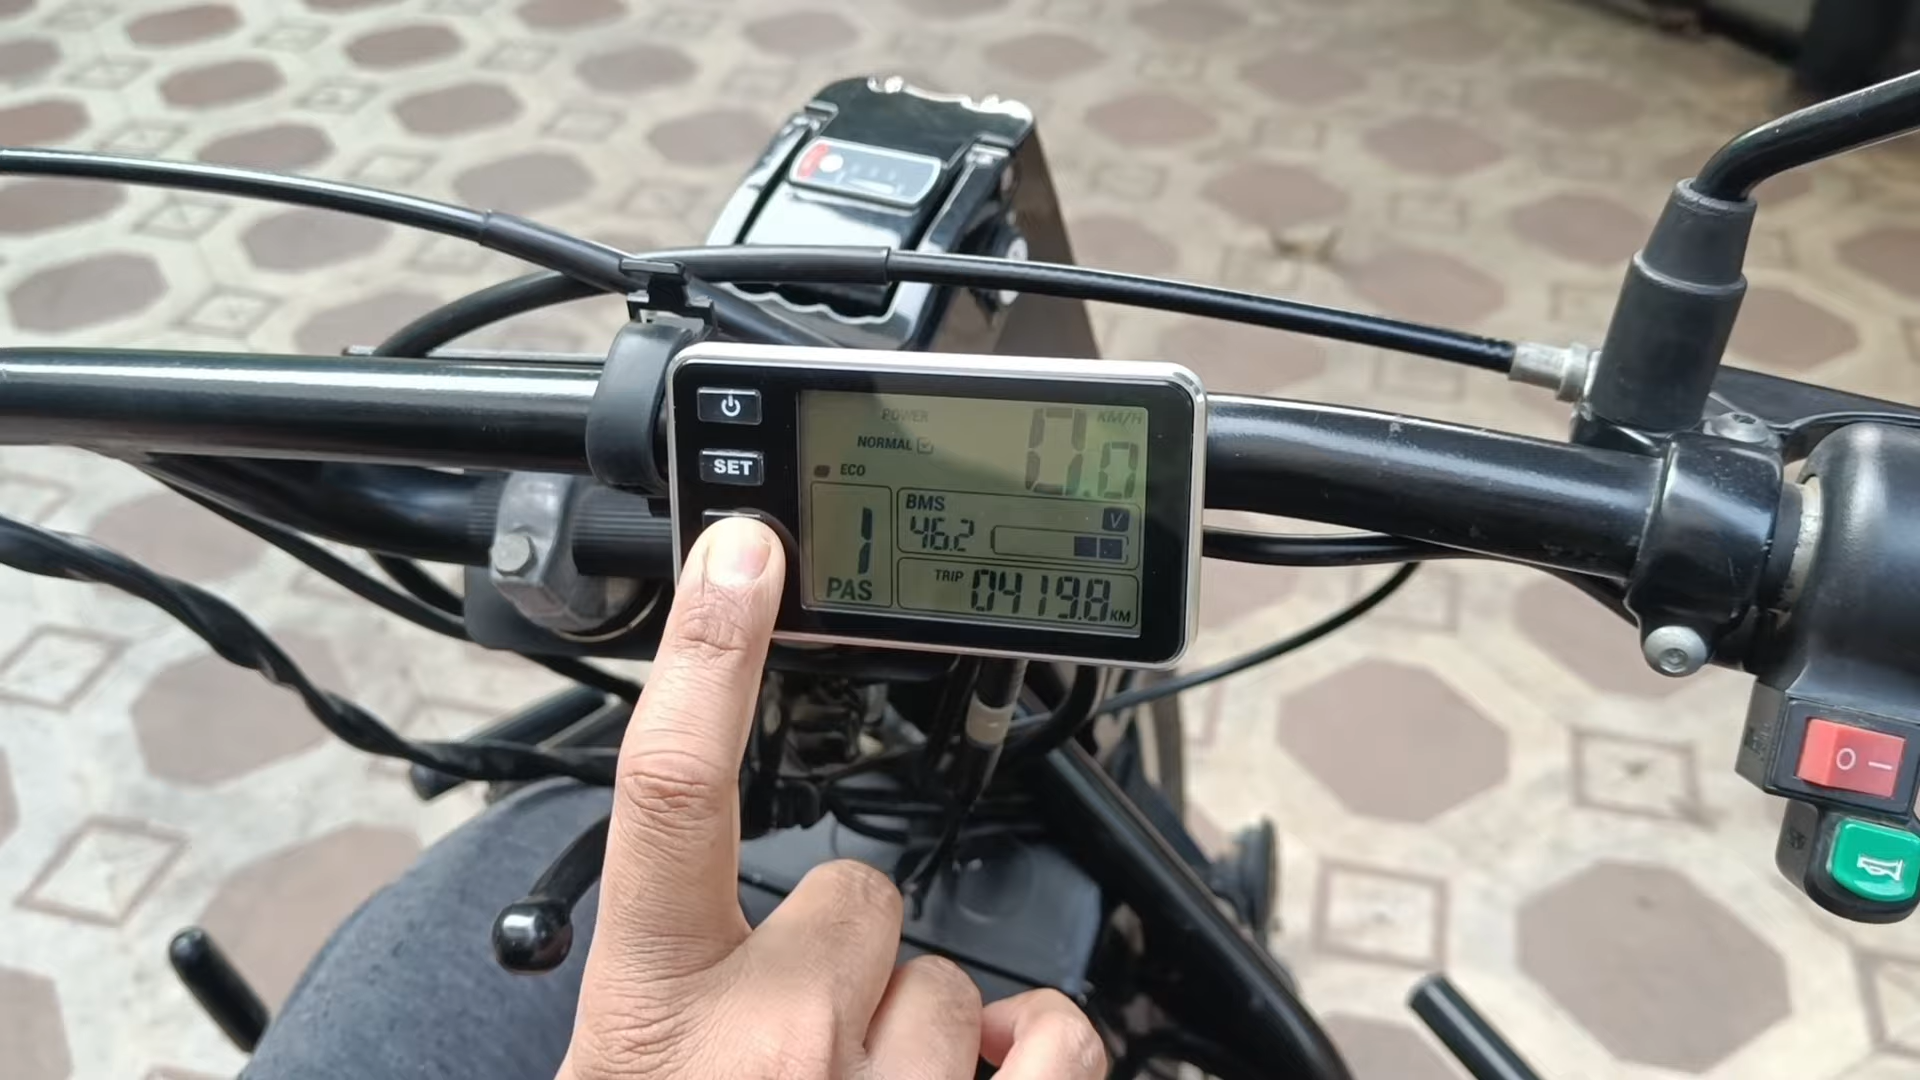 POWER
KM/H
0.0
NORMAL
SET
ECO
BMS
V
46.2
1
PAS
TRIP
0419.8 KM
O —